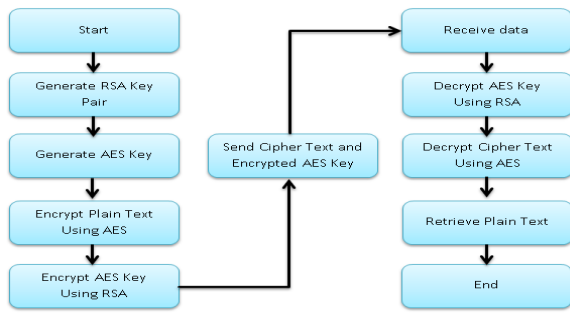 Start
Generate RSA Key
Pair
Generate AES Key
Encrypt Plain Text
Using AES
Encrypt AES Key
Using RSA
Send Cipher Text and
Encrypted AES Key
Receive data
Decrypt AES Key
Using RSA
Decrypt Cipher Text
Using AES
Retrieve Plain Text
End